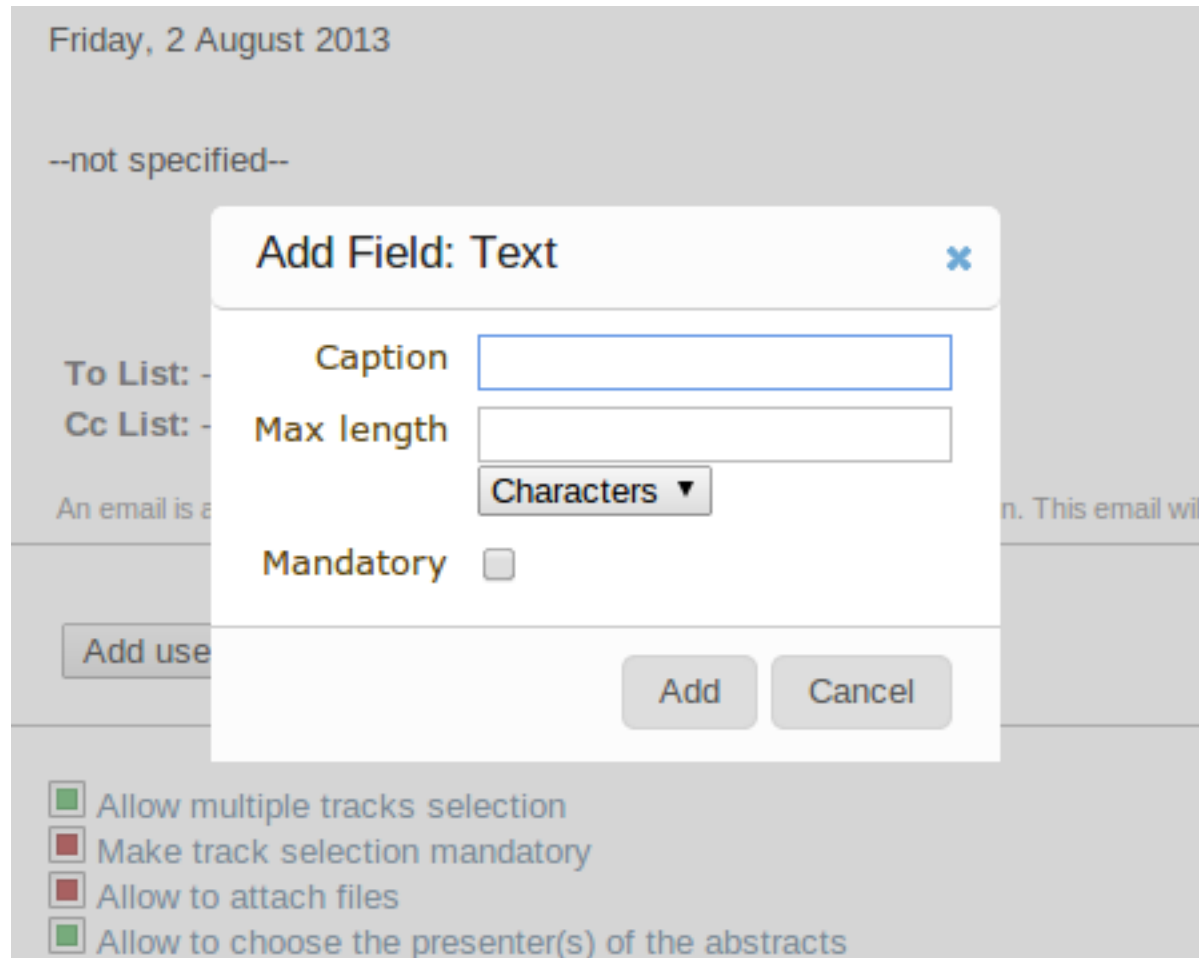 Friday, 2 August 2013
--not specified--
Add Field: Text
Caption
To List: -
Max length
Cc List: -
Characters
An email is a
n. This email wil
Mandatory
Add use
Add
Cancel
Allow multiple tracks selection
Make track selection mandatory
Allow to attach files
Allow to choose the presenter(s) of the abstracts